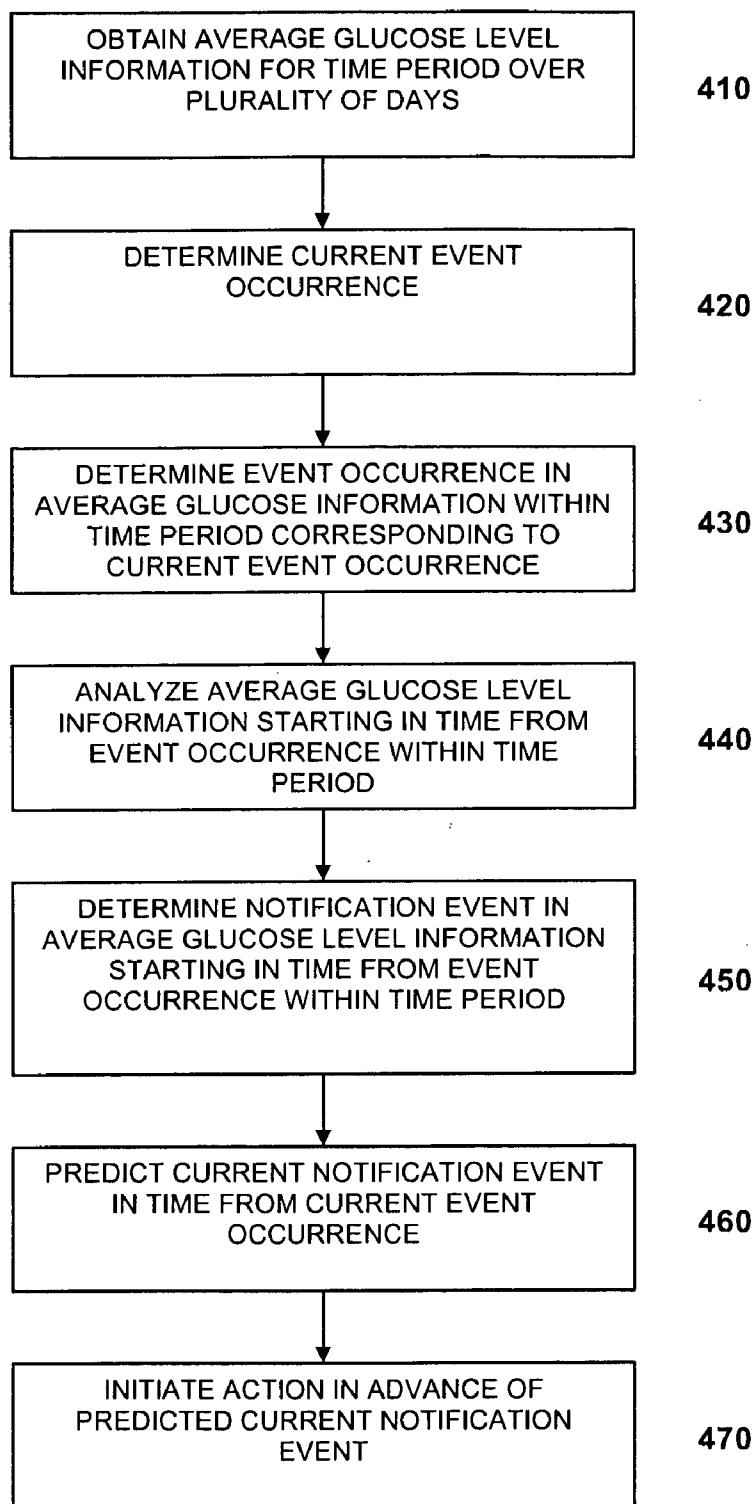 OBTAIN AVERAGE GLUCOSE LEVEL
INFORMATION FOR TIME PERIOD OVER
PLURALITY OF DAYS
410
DETERMINE CURRENT EVENT
OCCURRENCE
420
DETERMINE EVENT OCCURRENCE IN
AVERAGE GLUCOSE INFORMATION WITHIN
TIME PERIOD CORRESPONDING TO
CURRENT EVENT OCCURRENCE
430
ANALYZE AVERAGE GLUCOSE LEVEL
INFORMATION STARTING IN TIME FROM
EVENT OCCURRENCE WITHIN TIME
PERIOD
440
DETERMINE NOTIFICATION EVENT IN
AVERAGE GLUCOSE LEVEL INFORMATION
STARTING IN TIME FROM EVENT
OCCURRENCE WITHIN TIME PERIOD
450
PREDICT CURRENT NOTIFICATION EVENT
IN TIME FROM CURRENT EVENT
OCCURRENCE
460
INITIATE ACTION IN ADVANCE OF
PREDICTED CURRENT NOTIFICATION
EVENT
470